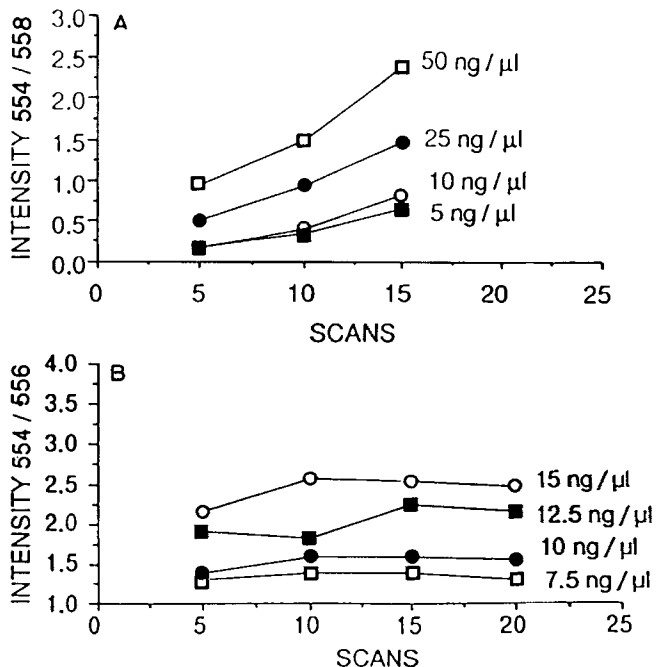 A
INTENSITY 554 / 558
3.0
2.5
2.0
1.5
1.0
0.5
0.0
50 ng / µl
25 ng / µl
10 ng / µl
5 ng / µl
0 5 10 15 20 25
SCANS
B
INTENSITY 554 / 556
4.0
3.5
3.0
2.5
2.0
1.5
1.0
15 ng / µl
12.5 ng / µl
10 ng / µl
7.5 ng / µl
0 5 10 15 20 25
SCANS